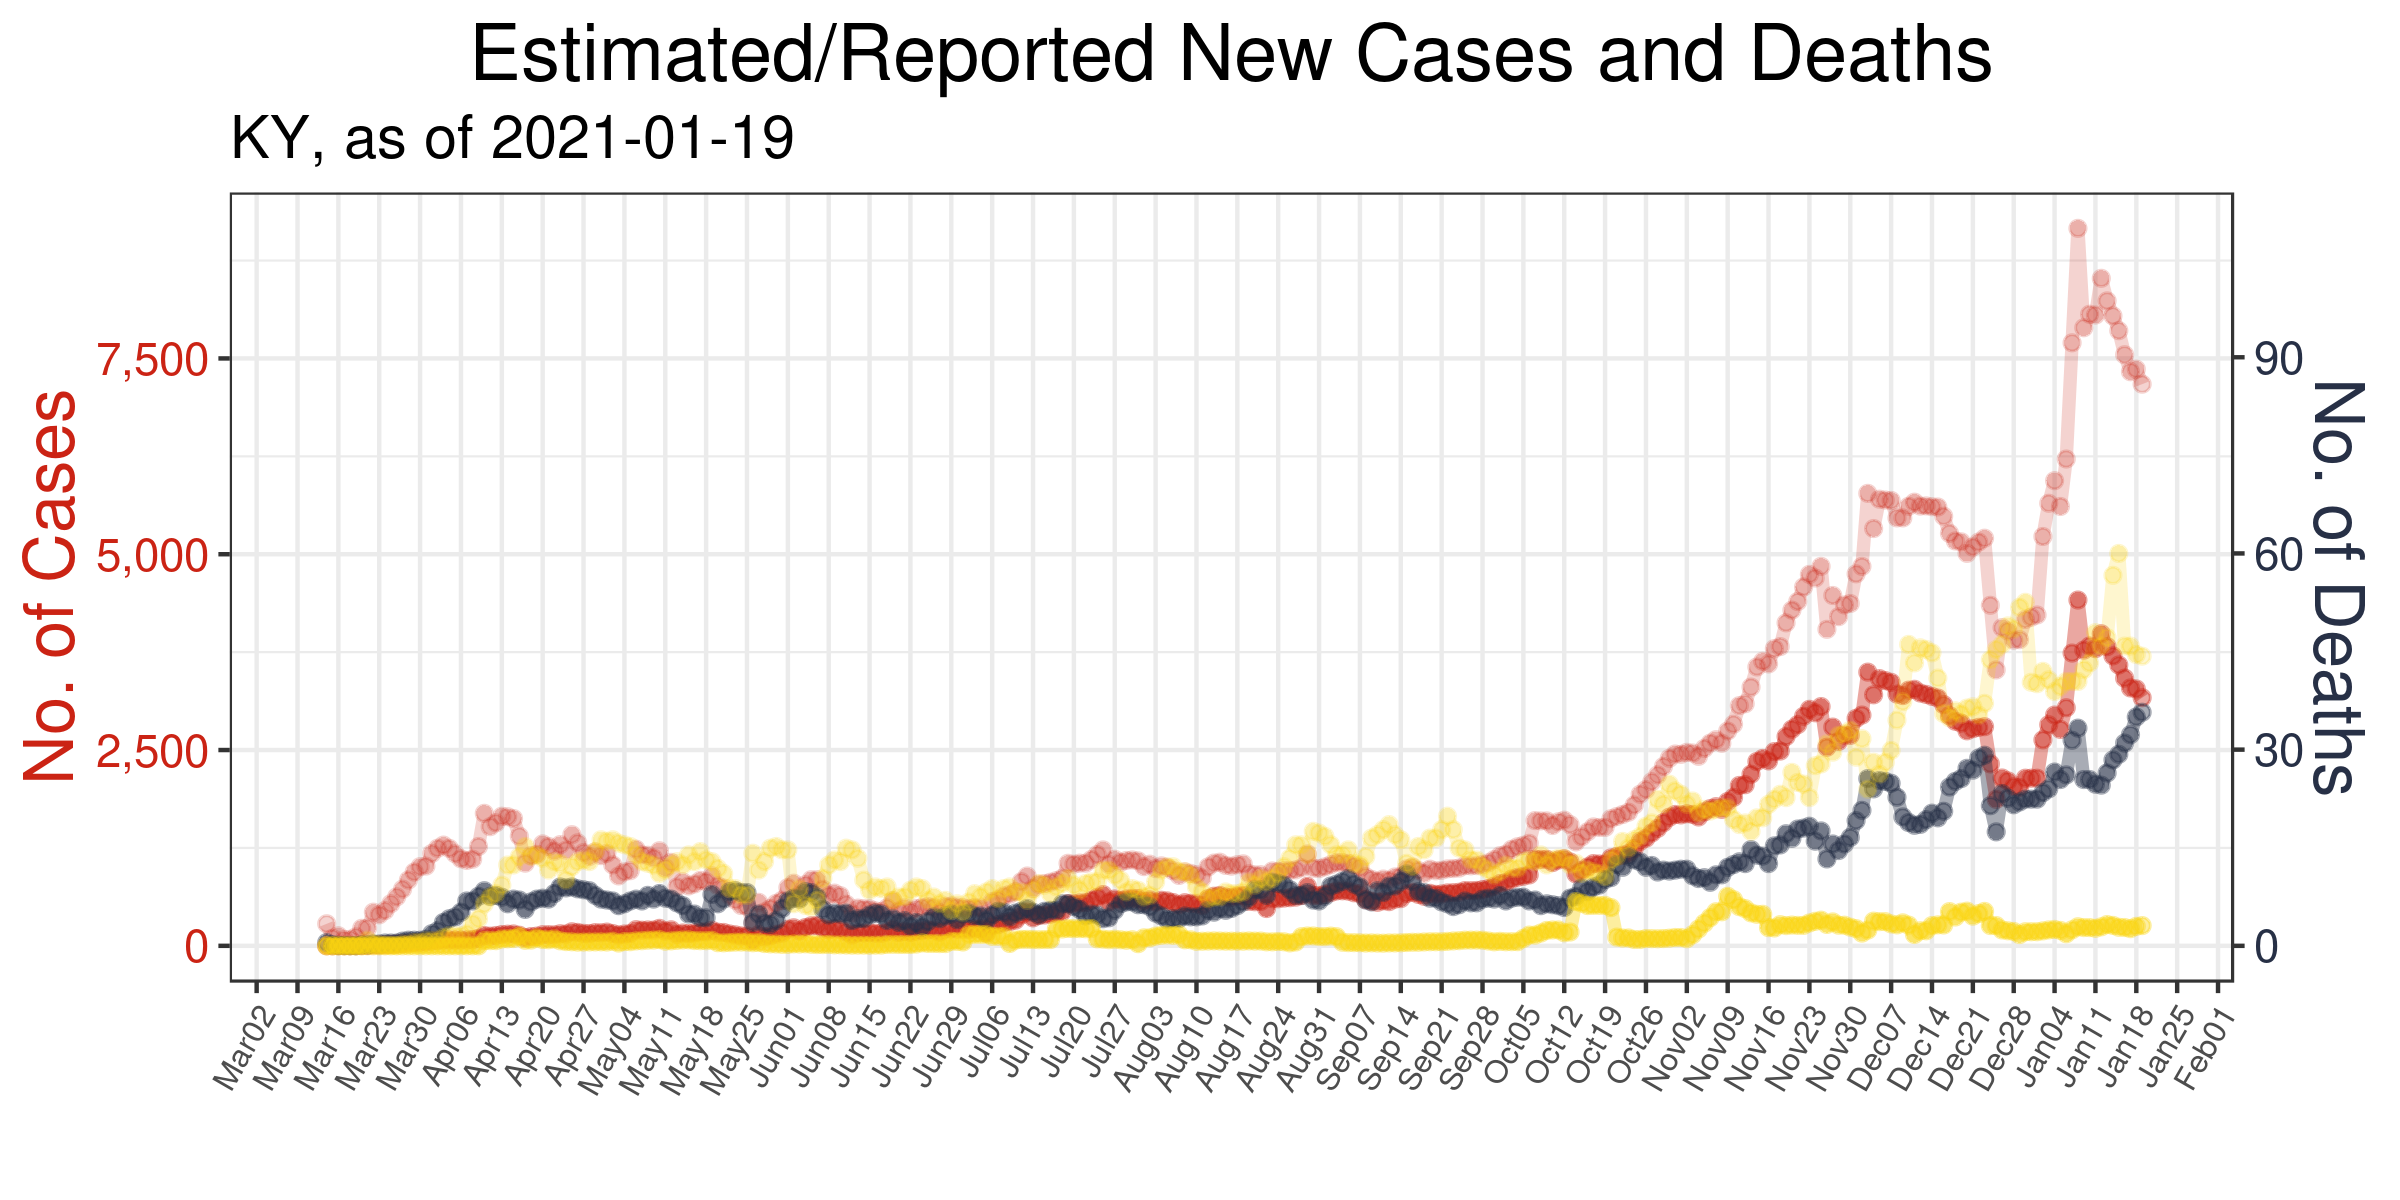 Estimated/Reported New Cases and Deaths
KY, as of 2021-01-19
No. of Cases
7,500
5,000
2,500
0
90
60
30
0
No. of Deaths
Mar02
Mar09
Mar16
Mar23
Mar30
Apr06
Apr13
Apr20
Apr27
May04
May11
May18
May25
Jun01
Jun08
Jun15
Jun22
Jun29
Jul06
Jul13
Jul20
Jul27
Aug03
Aug10
Aug17
Aug24
Aug31
Sep07
Sep14
Sep21
Sep28
Oct05
Oct12
Oct19
Oct26
Nov02
Nov09
Nov16
Nov23
Nov30
Dec07
Dec14
Dec21
Dec28
Jan04
Jan11
Jan18
Jan25
Feb01